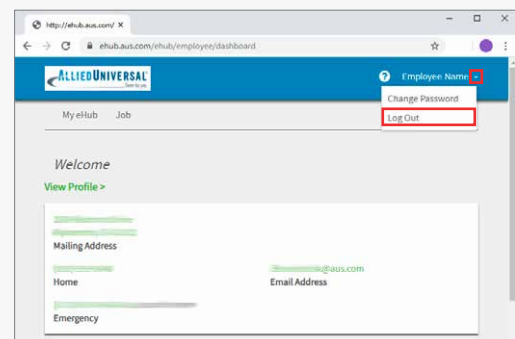 http://ehub.aus.com/
ehub.aus.com/ehub/employee/dashboard
ALLIEDUNIVERSAL
? Employee Name
Change Password
Log Out
My eHub Job
Welcome
View Profile >
Mailing Address
@aus.com
Home Email Address
Emergency